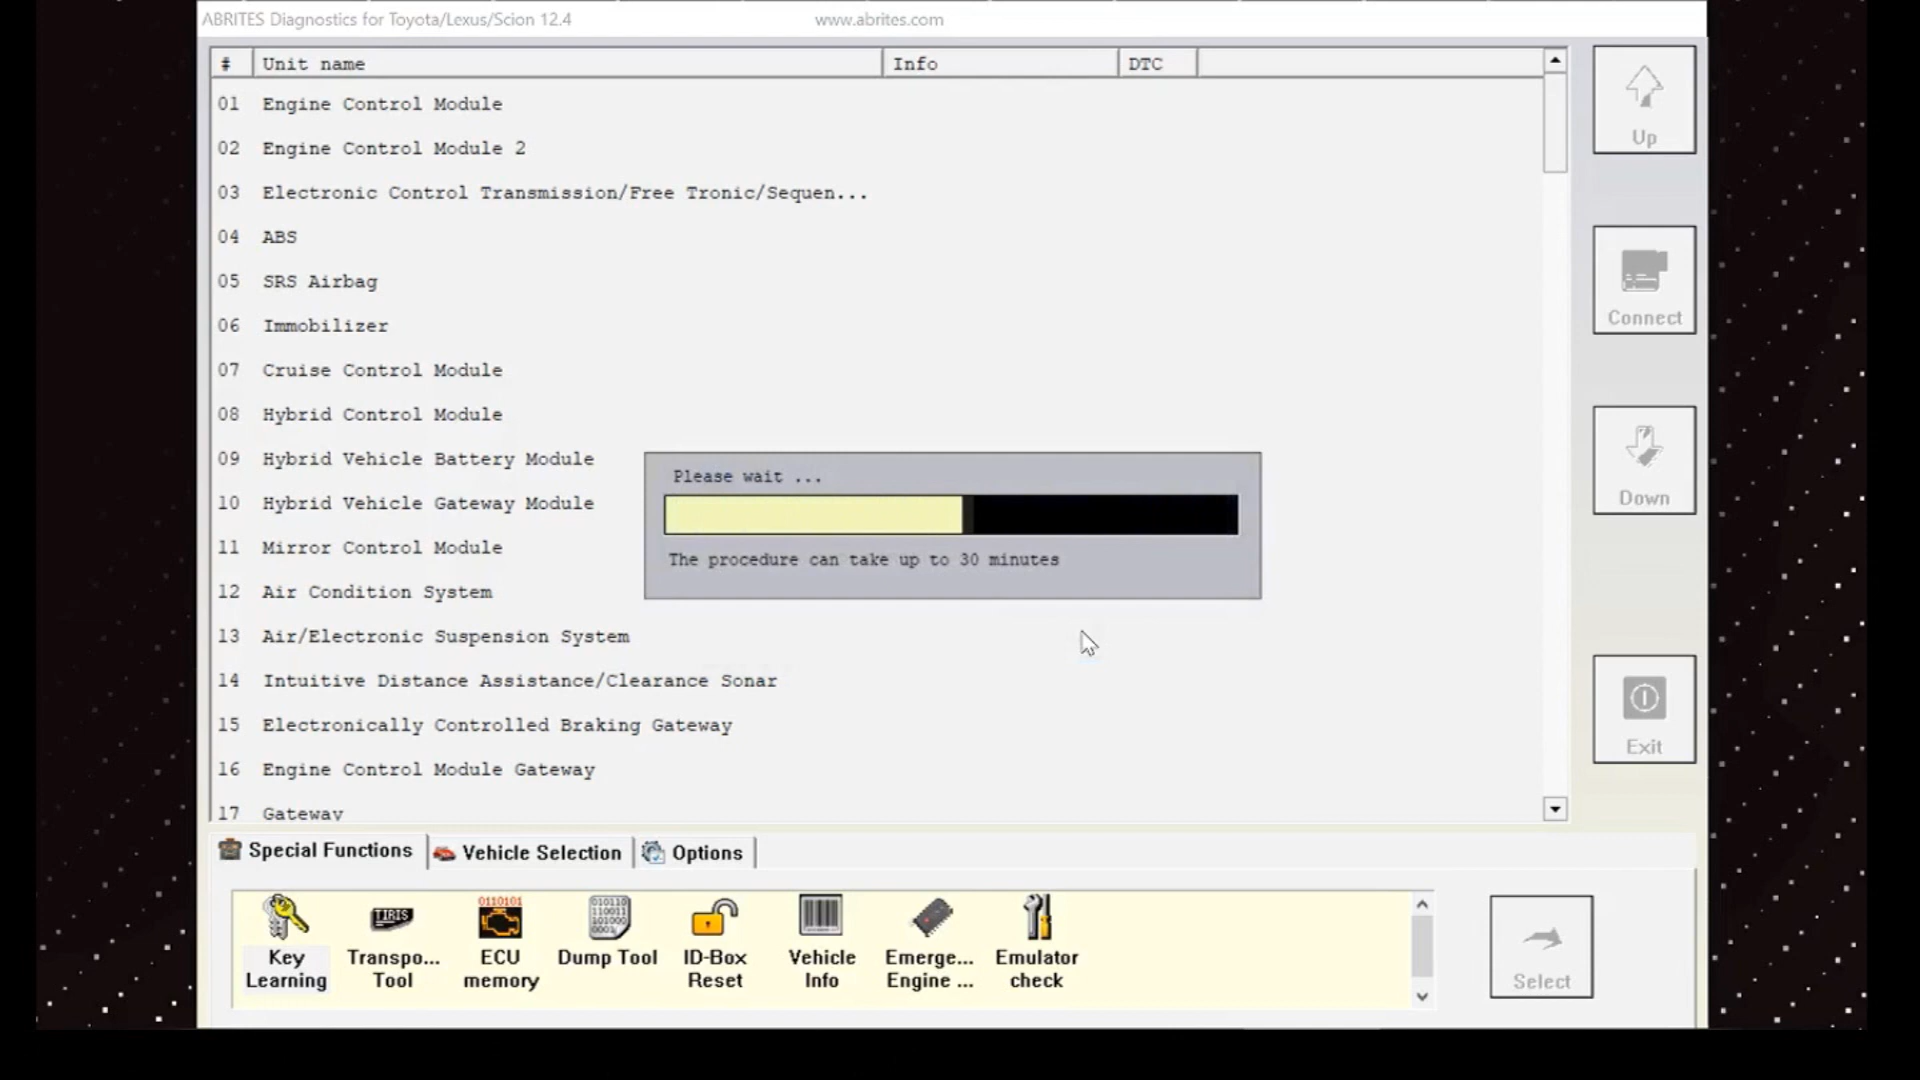 ABRITES Diagnostics for Toyota/Lexus/Scion 12.4 www.abrites.com
# Unit name Info DTC
01 Engine Control Module
02 Engine Control Module 2
03 Electronic Control Transmission/Free Tronic/Sequen...
04 ABS
05 SRS Airbag
06 Immobilizer
07 Cruise Control Module
08 Hybrid Control Module
09 Hybrid Vehicle Battery Module
10 Hybrid Vehicle Gateway Module
11 Mirror Control Module
12 Air Condition System
13 Air/Electronic Suspension System
14 Intuitive Distance Assistance/Clearance Sonar
15 Electronically Controlled Braking Gateway
16 Engine Control Module Gateway
17 Gateway
Please wait ...
The procedure can take up to 30 minutes
Up
Connect
Down
Exit
Special Functions Vehicle Selection Options
TIRIS
0110101
010110
110011
101000
0001
Key Learning
Transpo... Tool
ECU memory
Dump Tool
ID-Box Reset
Vehicle Info
Emerge... Engine ...
Emulator check
Select